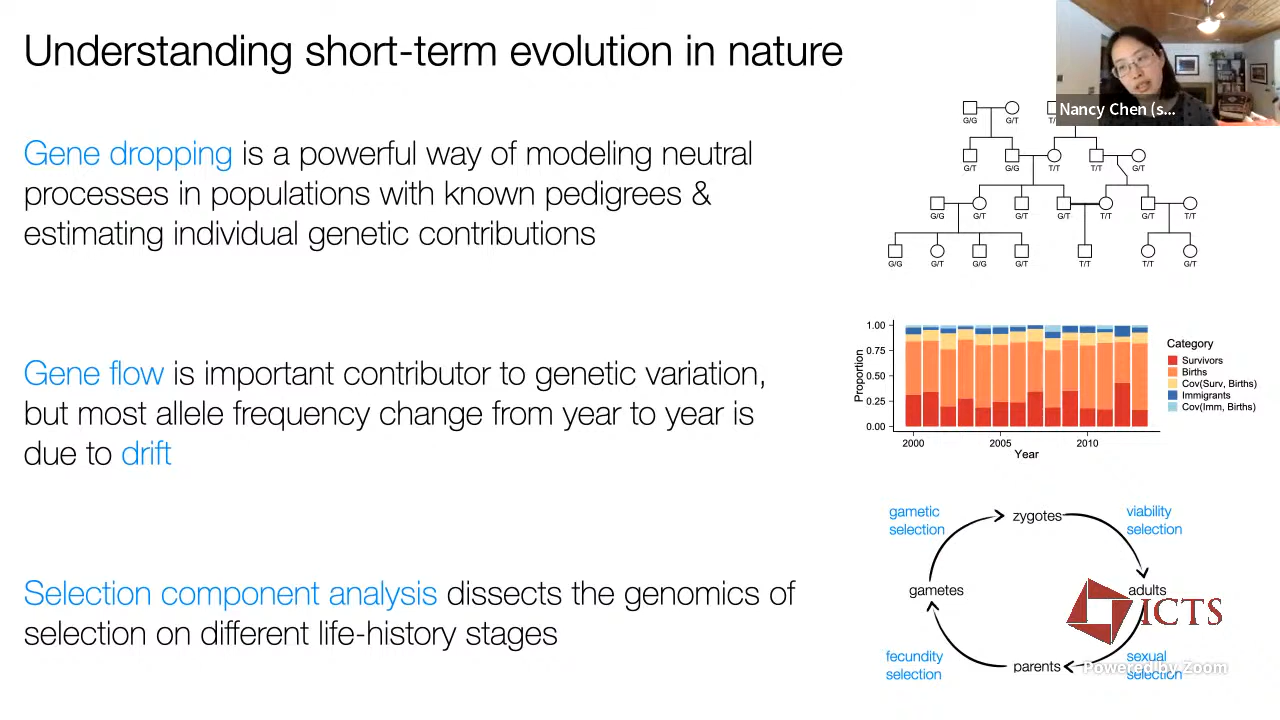 Understanding short-term evolution in nature
Nancy Chen (s...
Gene dropping is a powerful way of modeling neutral
processes in populations with known pedigrees &
estimating individual genetic contributions
G/G G/T T/
G/T G/G T/T T/T G/T
G/G G/T G/T G/T T/T G/T T/T
G/G G/T G/G G/T T/T T/T G/T
Gene flow is important contributor to genetic variation,
but most allele frequency change from year to year is
due to drift
Proportion
1.00
0.75
0.50
0.25
0.00
2000 2005 2010
Year
Category
Survivors
Births
Cov(Surv, Births)
Immigrants
Cov(Imm, Births)
Selection component analysis dissects the genomics of
selection on different life-history stages
gametic
selection
zygotes
viability
selection
gametes
adults
fecundity
selection
parents
sexual
selection
ICTS
Powered by Zoom